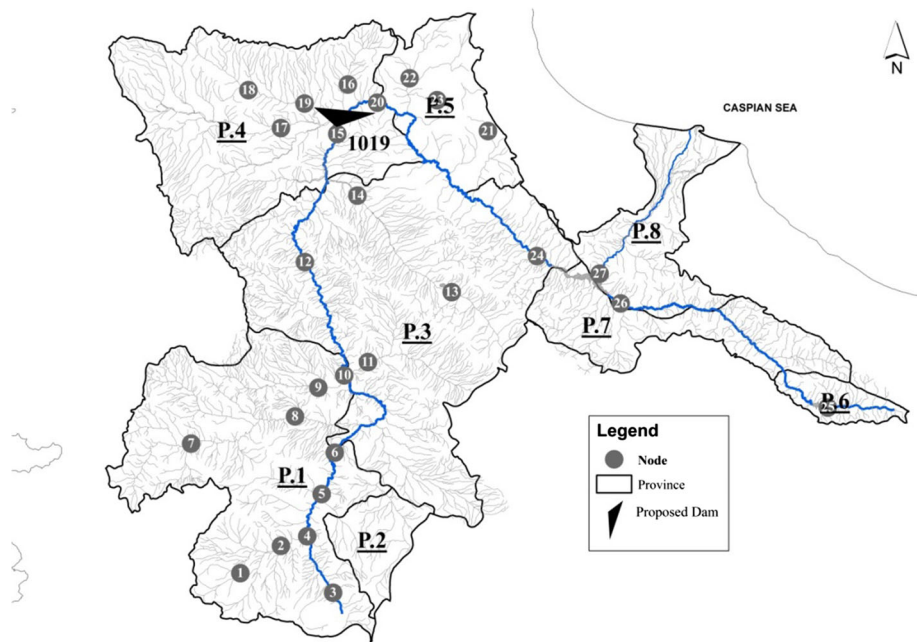 N
CASPIAN SEA
22
16
18
19
20
23
P.5
17
P.4
15
21
1019
14
P.8
24
12
27
13
26
P.7
P.3
11
10
9
P.6
25
8
Legend
7
6
Node
P.1
Province
5
Proposed Dam
4
P.2
2
1
3